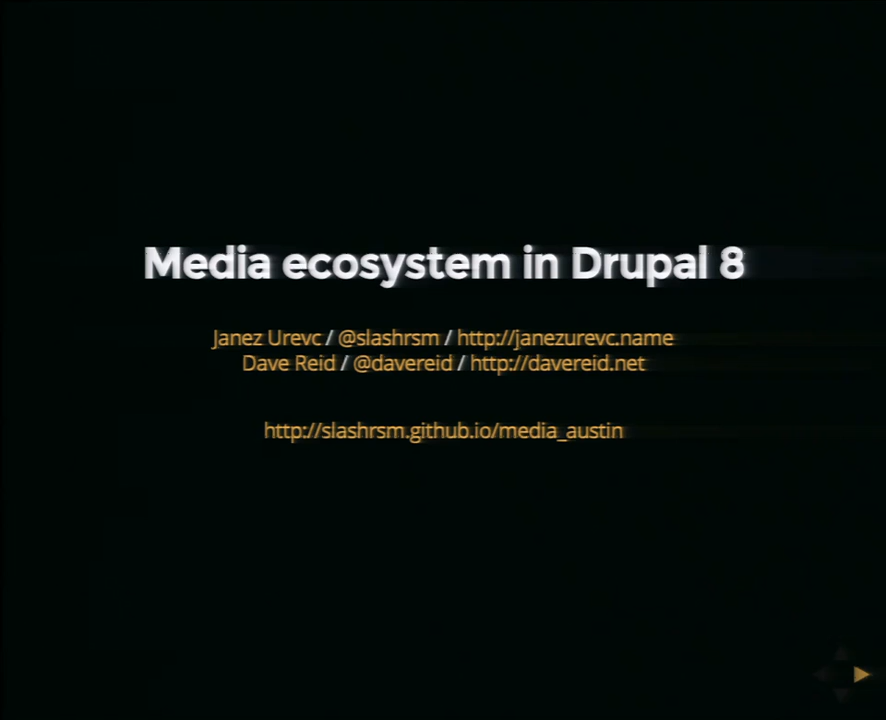 Media ecosystem in Drupal 8
Janez Urevc / @slashrsm / http://janezurevc.name
Dave Reid / @davereid / http://davereid.net
http://slashrsm.github.io/media_austin